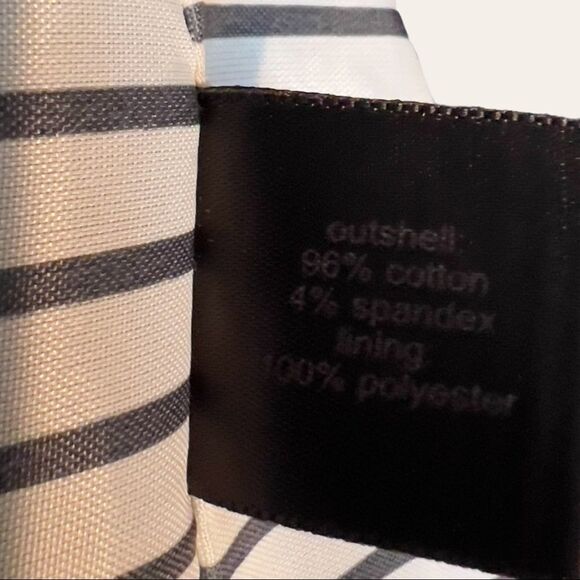 outshell:
96% cotton
4% spandex
lining:
100% polyester